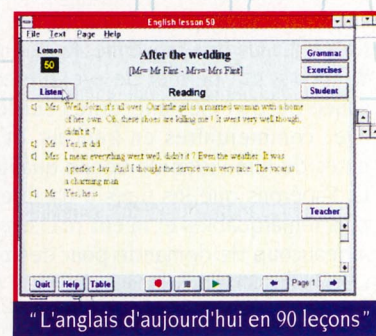 English lesson 50
File Text Page Help
Lesson
50
After the wedding
[Mr= Mr Fint - Mrs= Mrs Fint]
Grammar
Exercises
Listen
Reading
Student
Mrs Well, John, it's all over. Our little girl is a married woman with a home
of her own. Oh, these shoes are killing me ! It went very well though,
didn't it ?
Mr Yes, it did
Mrs I mean everything went well, didn't it ? Even the weather. It was
a perfect day. And I thought the service was very nice. The vicar is
a charming man
Mr Yes, he is
Teacher
Quit Help Table
Page 1
"L'anglais d'aujourd'hui en 90 leçons"